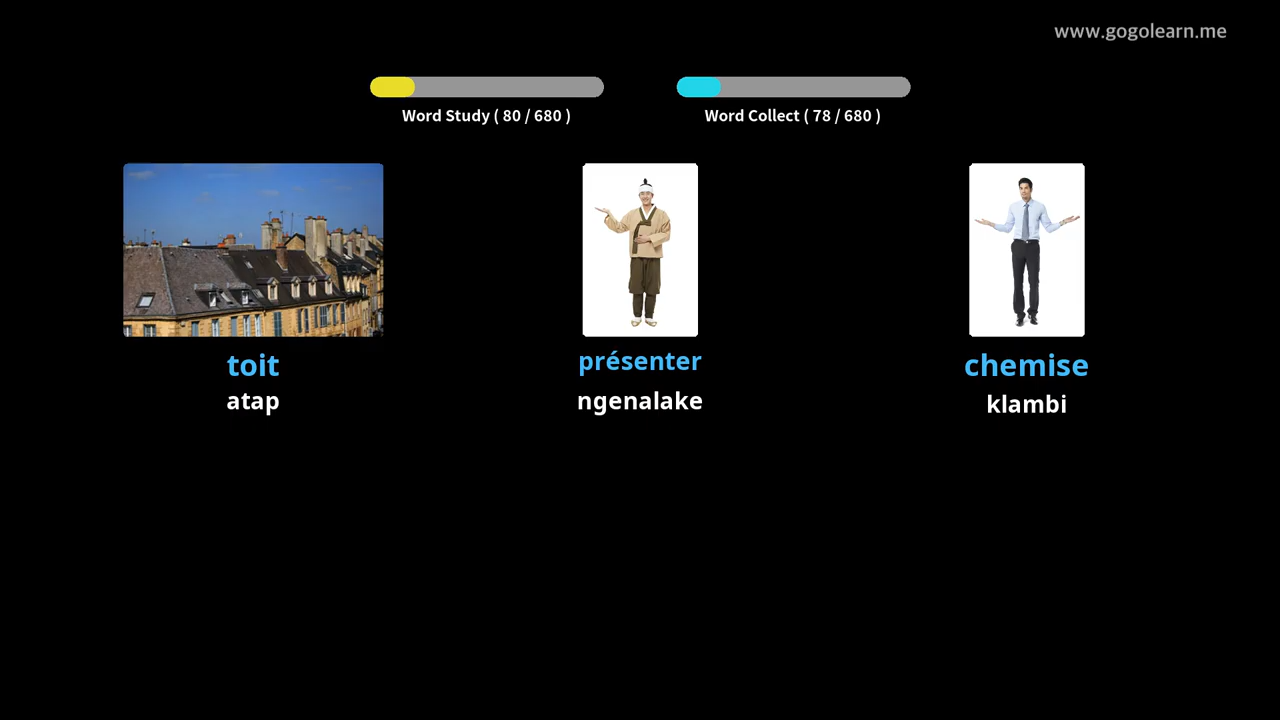 www.gogolearn.me
Word Study ( 80 / 680 )
Word Collect ( 78 / 680 )
toit
atap
présenter
ngenalake
chemise
klambi